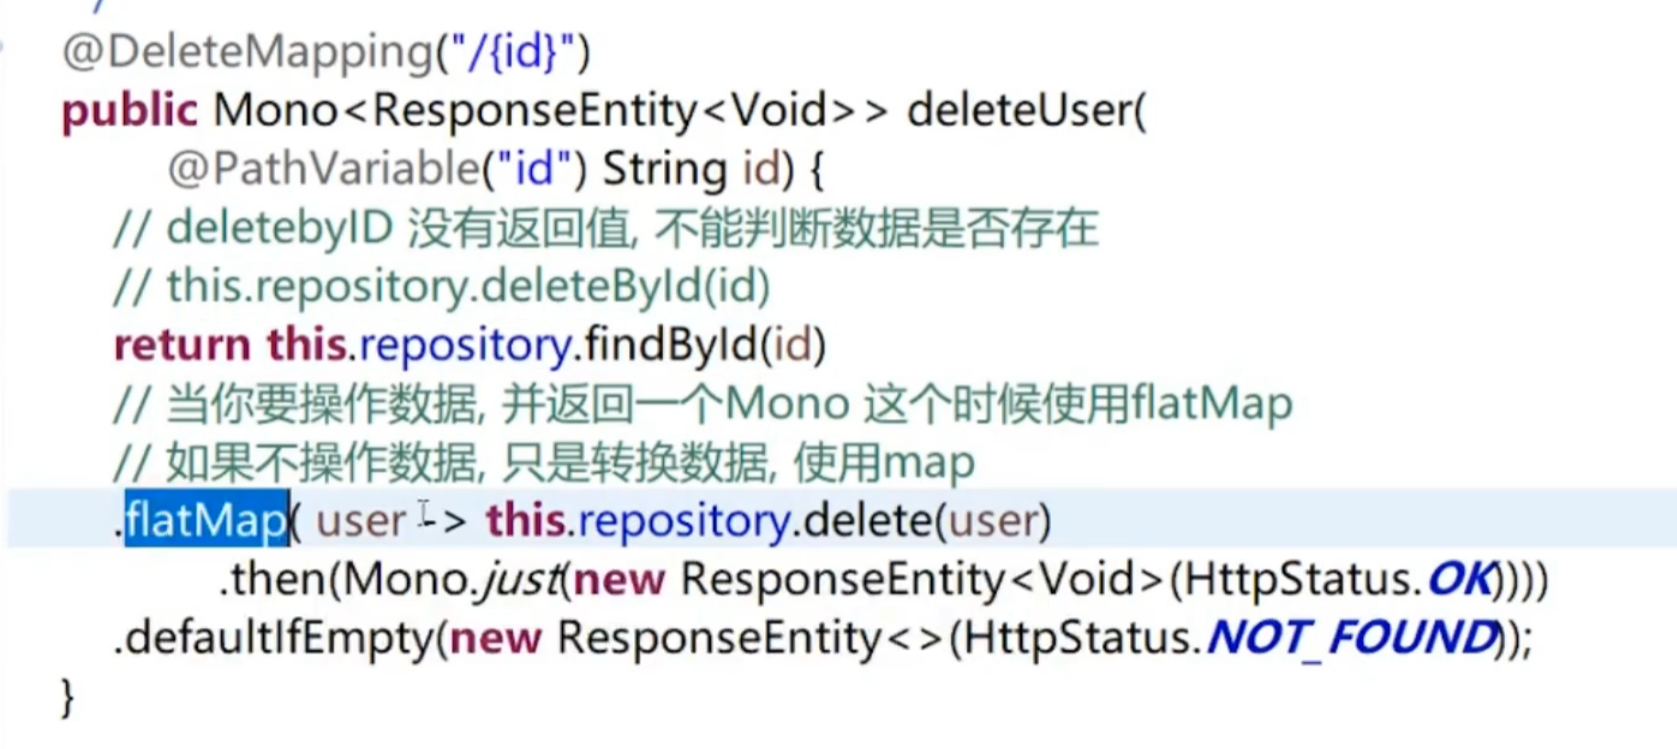 @DeleteMapping("/{id}")
public Mono<ResponseEntity<Void>> deleteUser(
@PathVariable("id") String id) {
// deletebyID 没有返回值, 不能判断数据是否存在
// this.repository.deleteById(id)
return this.repository.findById(id)
// 当你要操作数据, 并返回一个Mono 这个时候使用flatMap
// 如果不操作数据, 只是转换数据, 使用map
.flatMap( user -> this.repository.delete(user)
.then(Mono.just(new ResponseEntity<Void>(HttpStatus.OK))))
.defaultIfEmpty(new ResponseEntity<>(HttpStatus.NOT_FOUND));
}